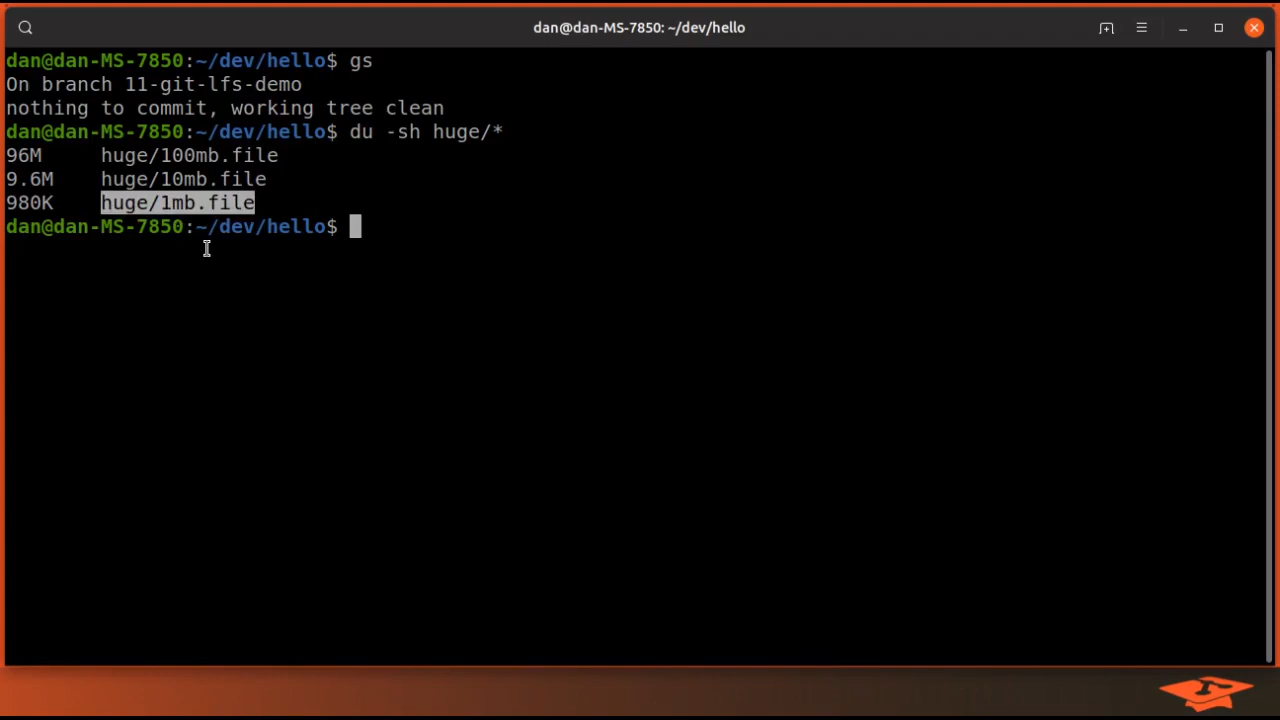 dan@dan-MS-7850: ~/dev/hello
dan@dan-MS-7850:~/dev/hello$ gs
On branch 11-git-lfs-demo
nothing to commit, working tree clean
dan@dan-MS-7850:~/dev/hello$ du -sh huge/*
96M huge/100mb.file
9.6M huge/10mb.file
980K huge/1mb.file
dan@dan-MS-7850:~/dev/hello$